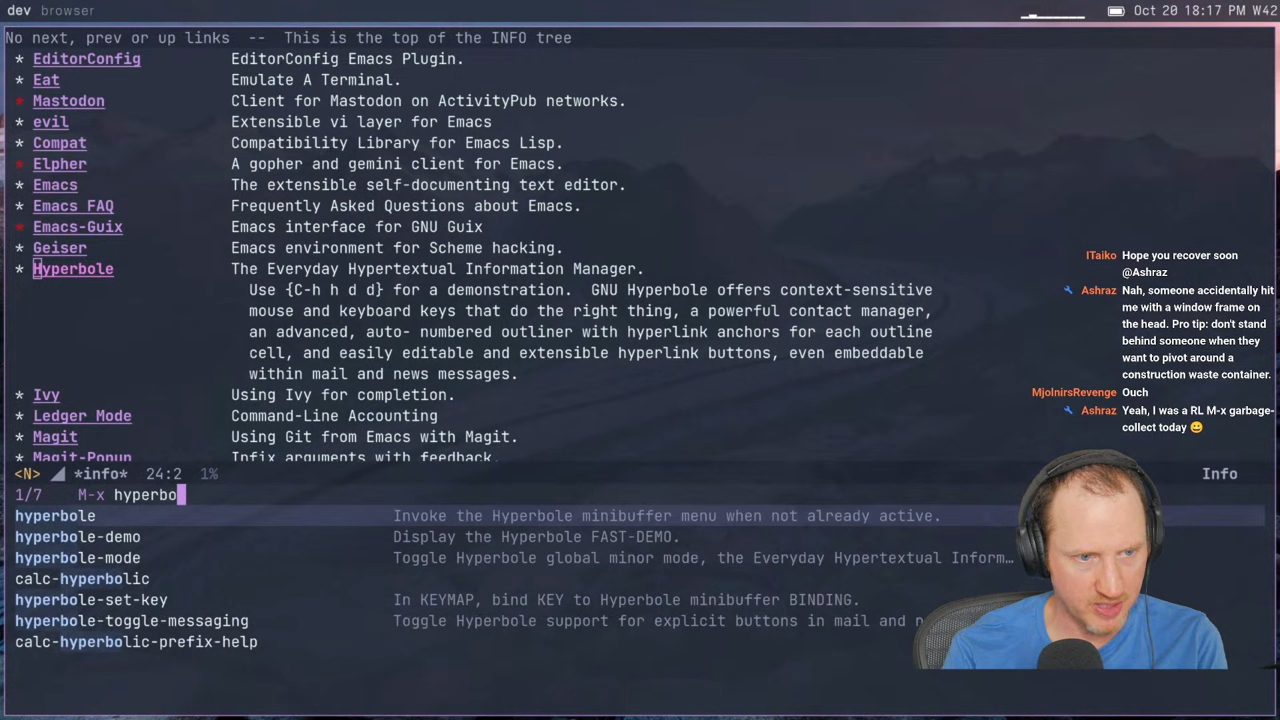 dev browser
Oct 20 18:17 W42
No next, prev or up links -- This is the top of the INFO tree
* EditorConfig EditorConfig Emacs Plugin.
* Eat Emulate A Terminal.
* Mastodon Client for Mastodon on ActivityPub networks.
* evil Extensible vi layer for Emacs
* Compat Compatibility Library for Emacs Lisp.
* Elpher A gopher and gemini client for Emacs.
* Emacs The extensible self-documenting text editor.
* Emacs FAQ Frequently Asked Questions about Emacs.
* Emacs-Guix Emacs interface for GNU Guix
* Geiser Emacs environment for Scheme hacking.
* Hyperbole The Everyday Hypertextual Information Manager.
Use {C-h h d d} for a demonstration. GNU Hyperbole offers context-sensitive
mouse and keyboard keys that do the right thing, a powerful contact manager,
an advanced, auto- numbered outliner with hyperlink anchors for each outline
cell, and easily editable and extensible hyperlink buttons, even embeddable
within mail and news messages.
* Ivy Using Ivy for completion.
* Ledger Mode Command-Line Accounting
* Magit Using Git from Emacs with Magit.
* Magit-Popup Infix arguments with feedback.
<N> *info* 24:2 1% Info
1/7 M-x hyperbo
hyperbole Invoke the Hyperbole minibuffer menu when not already active.
hyperbole-demo Display the Hyperbole FAST-DEMO.
hyperbole-mode Toggle Hyperbole global minor mode, the Everyday Hypertextual Inform…
calc-hyperbolic
hyperbole-set-key In KEYMAP, bind KEY to Hyperbole minibuffer BINDING.
hyperbole-toggle-messaging Toggle Hyperbole support for explicit buttons in mail and n
calc-hyperbolic-prefix-help
ITaiko Hope you recover soon
@Ashraz
Ashraz Nah, someone accidentally hit
me with a window frame on
the head. Pro tip: don't stand
behind someone when they
want to pivot around a
construction waste container.
MjolnirsRevenge Ouch
Ashraz Yeah, I was a RL M-x garbage-
collect today 😀